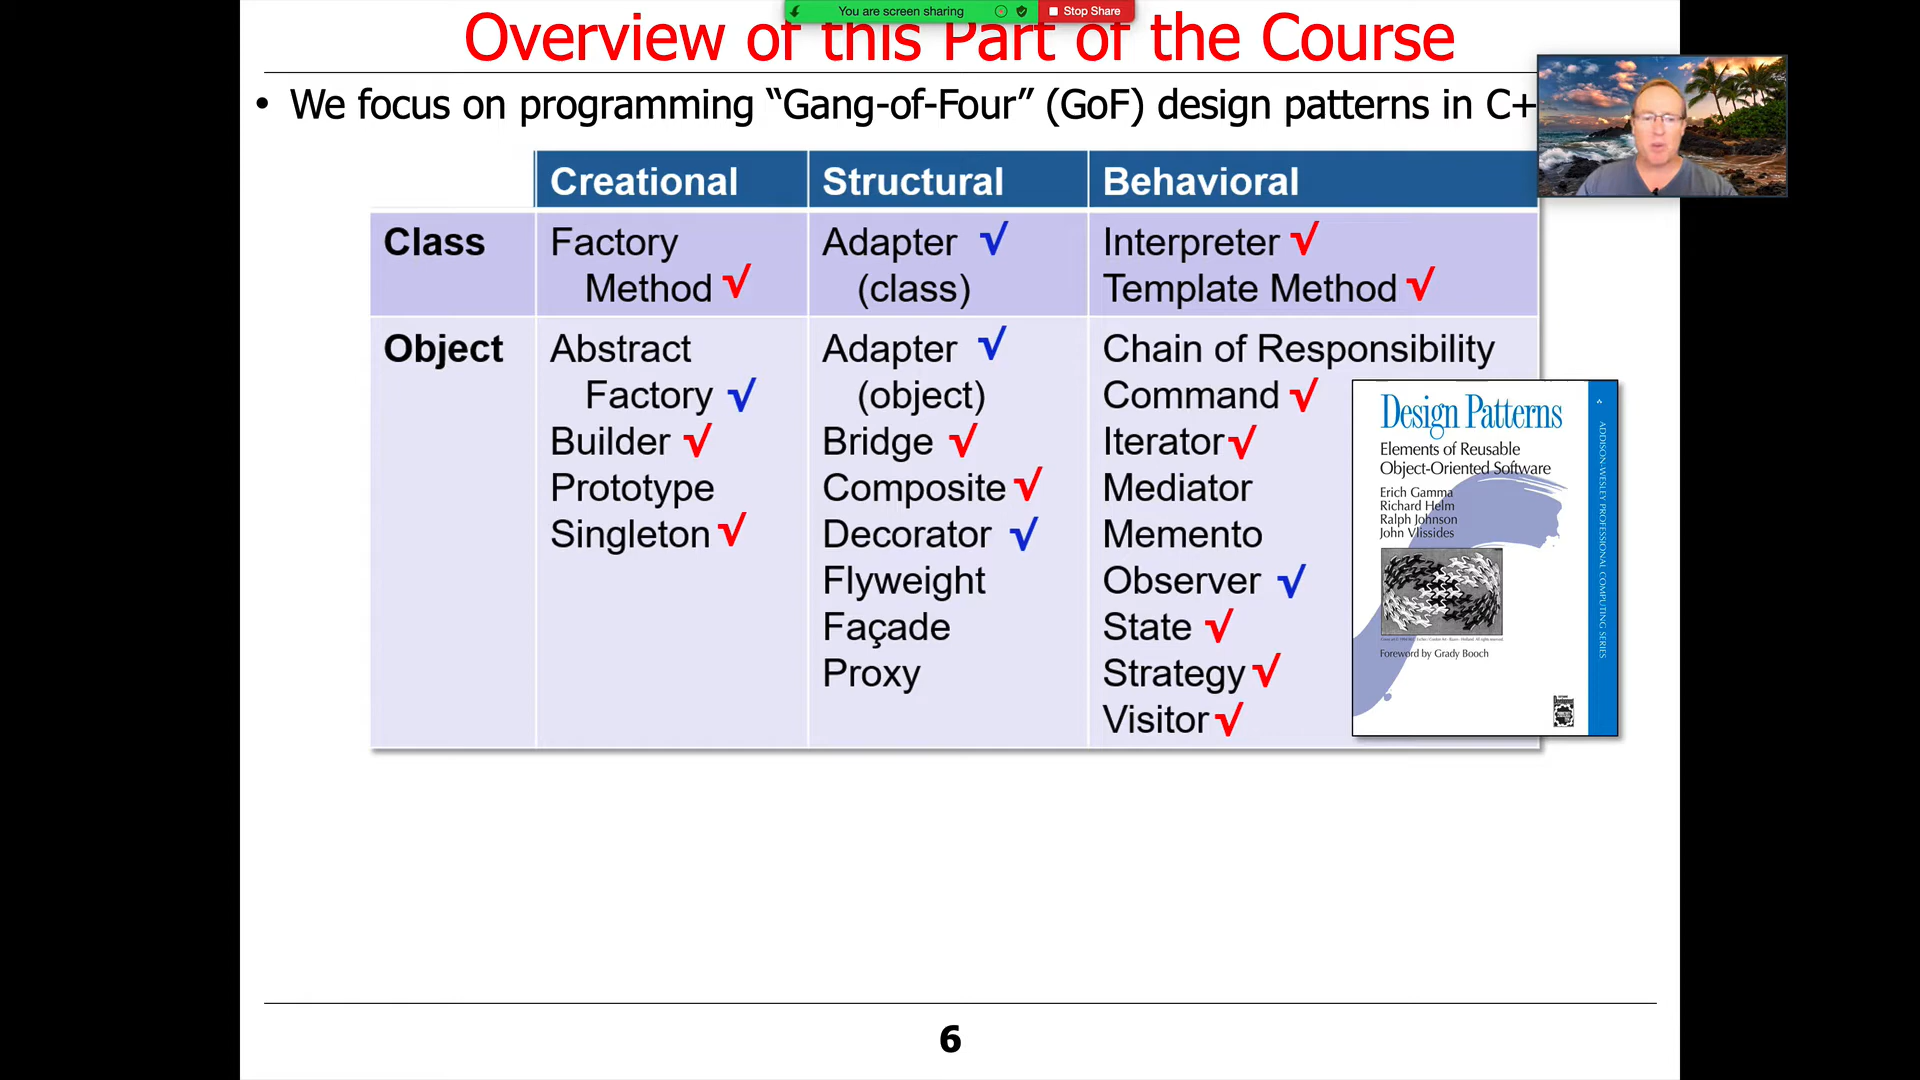 You are screen sharing
Stop Share
Overview of this Part of the Course
• We focus on programming “Gang-of-Four” (GoF) design patterns in C+
Creational Structural Behavioral
Class
Factory
Method √
Adapter √
(class)
Interpreter √
Template Method √
Object
Abstract
Factory √
Builder √
Prototype
Singleton √
Adapter √
(object)
Bridge √
Composite √
Decorator √
Flyweight
Façade
Proxy
Chain of Responsibility
Command √
Iterator √
Mediator
Memento
Observer √
State √
Strategy √
Visitor √
Design Patterns
Elements of Reusable
Object-Oriented Software
Erich Gamma
Richard Helm
Ralph Johnson
John Vlissides
Foreword by Grady Booch
ADDISON-WESLEY PROFESSIONAL COMPUTING SERIES
6